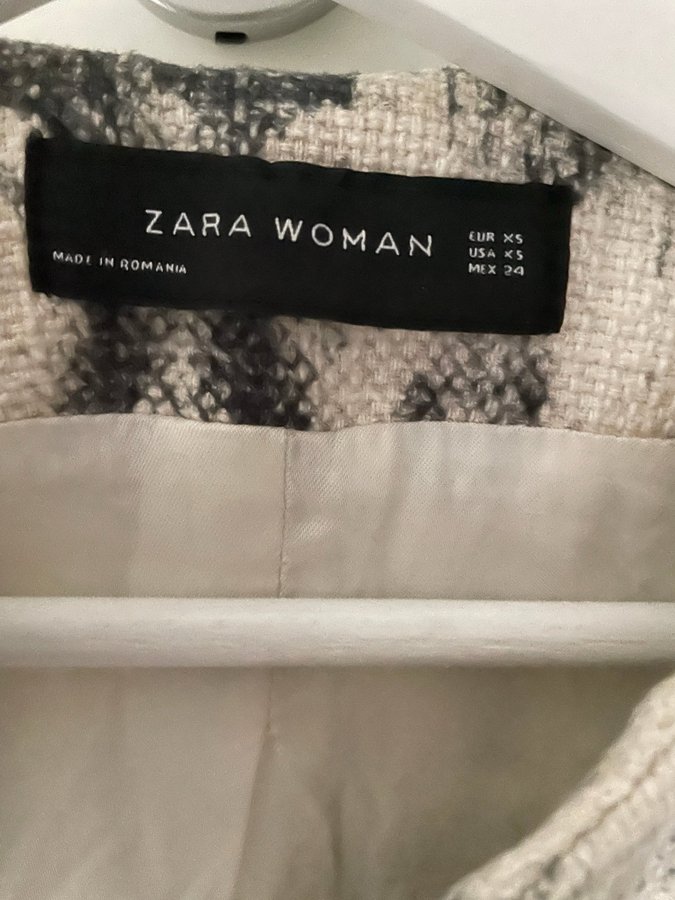 ZARA WOMAN
EUR XS
USA XS
MEX 24
MADE IN ROMANIA